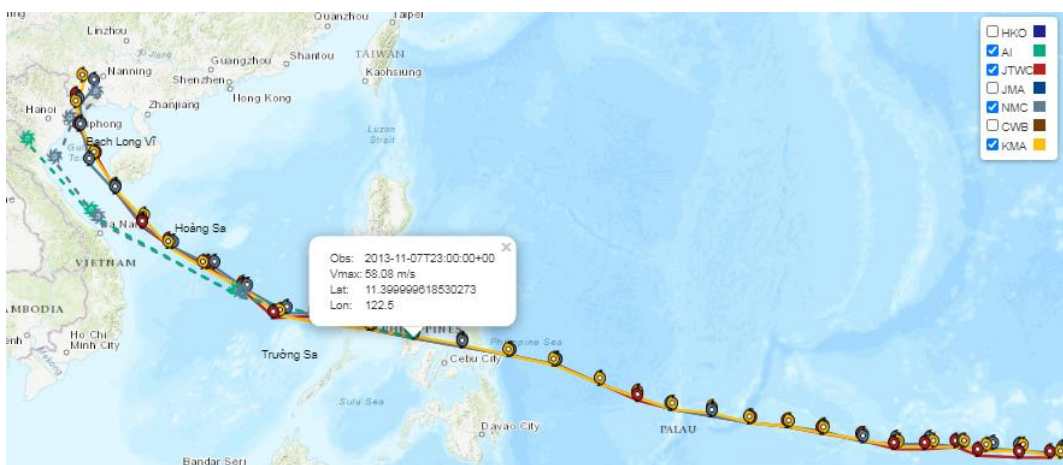 Quanzhou
Taipei
Linzhou
Shantou
TAIWAN
Guangzhou
Nanning
Shenzhen
Kaohsiung
Hong Kong
Hanoi
Zhanjiang
Bach Long Vĩ
Luzon
Strait
Hoàng Sa
VIETNAM
Ho Chi
Minh City
Trường Sa
Philippine Sea
Cebu City
Sulu Sea
Davao City
PALAU
Bandar Seri
Obs: 2013-11-07T23:00:00+00
Vmax: 58.08 m/s
Lat: 11.399999618530273
Lon: 122.5
×
HKO
AI
JTWC
JMA
NMC
CWB
KMA